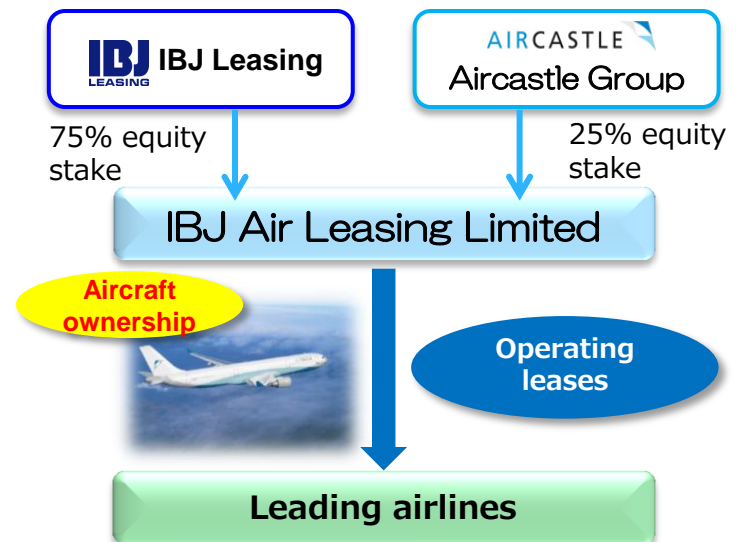 IBJ
LEASING
IBJ Leasing
AIRCASTLE
Aircastle Group
75% equity
stake
25% equity
stake
IBJ Air Leasing Limited
Aircraft
ownership
Operating
leases
Leading airlines